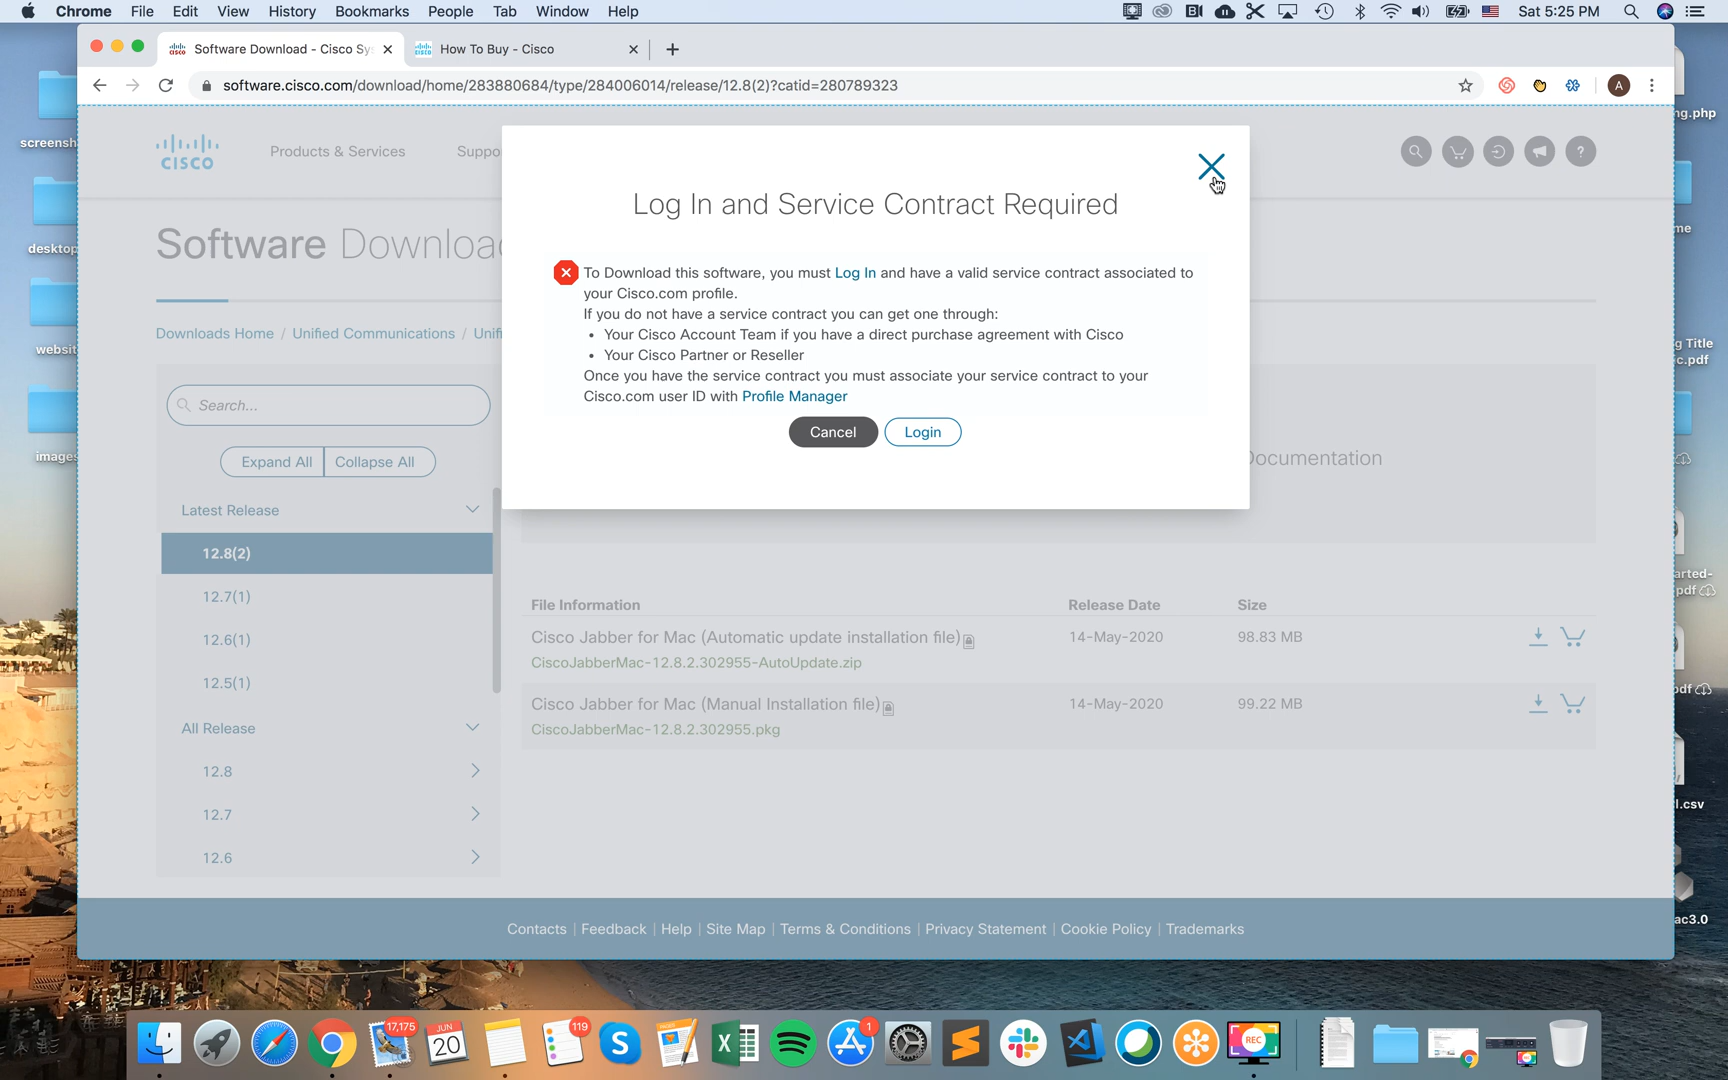 Chrome File Edit View History Bookmarks People Tab Window Help Sat 5:25 PM
Software Download - Cisco Sy
How To Buy - Cisco
software.cisco.com/download/home/283880684/type/284006014/release/12.8(2)?catid=280789323
A
CISCO
Products & Services
Suppo
?
Log In and Service Contract Required
To Download this software, you must Log In and have a valid service contract associated to
your Cisco.com profile.
If you do not have a service contract you can get one through:
• Your Cisco Account Team if you have a direct purchase agreement with Cisco
• Your Cisco Partner or Reseller
Once you have the service contract you must associate your service contract to your
Cisco.com user ID with Profile Manager
Cancel
Login
Software Downloa
Downloads Home / Unified Communications / Unif
Search...
Expand All
Collapse All
Documentation
Latest Release
12.8(2)
12.7(1)
12.6(1)
12.5(1)
All Release
12.8
12.7
12.6
File Information
Release Date
Size
Cisco Jabber for Mac (Automatic update installation file)
14-May-2020
98.83 MB
CiscoJabberMac-12.8.2.302955-AutoUpdate.zip
Cisco Jabber for Mac (Manual Installation file)
14-May-2020
99.22 MB
CiscoJabberMac-12.8.2.302955.pkg
Contacts | Feedback | Help | Site Map | Terms & Conditions | Privacy Statement | Cookie Policy | Trademarks
screensh
desktop
websit
images
ng.php
me
g Title
c.pdf
arted-
pdf
pdf
l.csv
ac3.0
17,175
JUN
20
119
1
REC